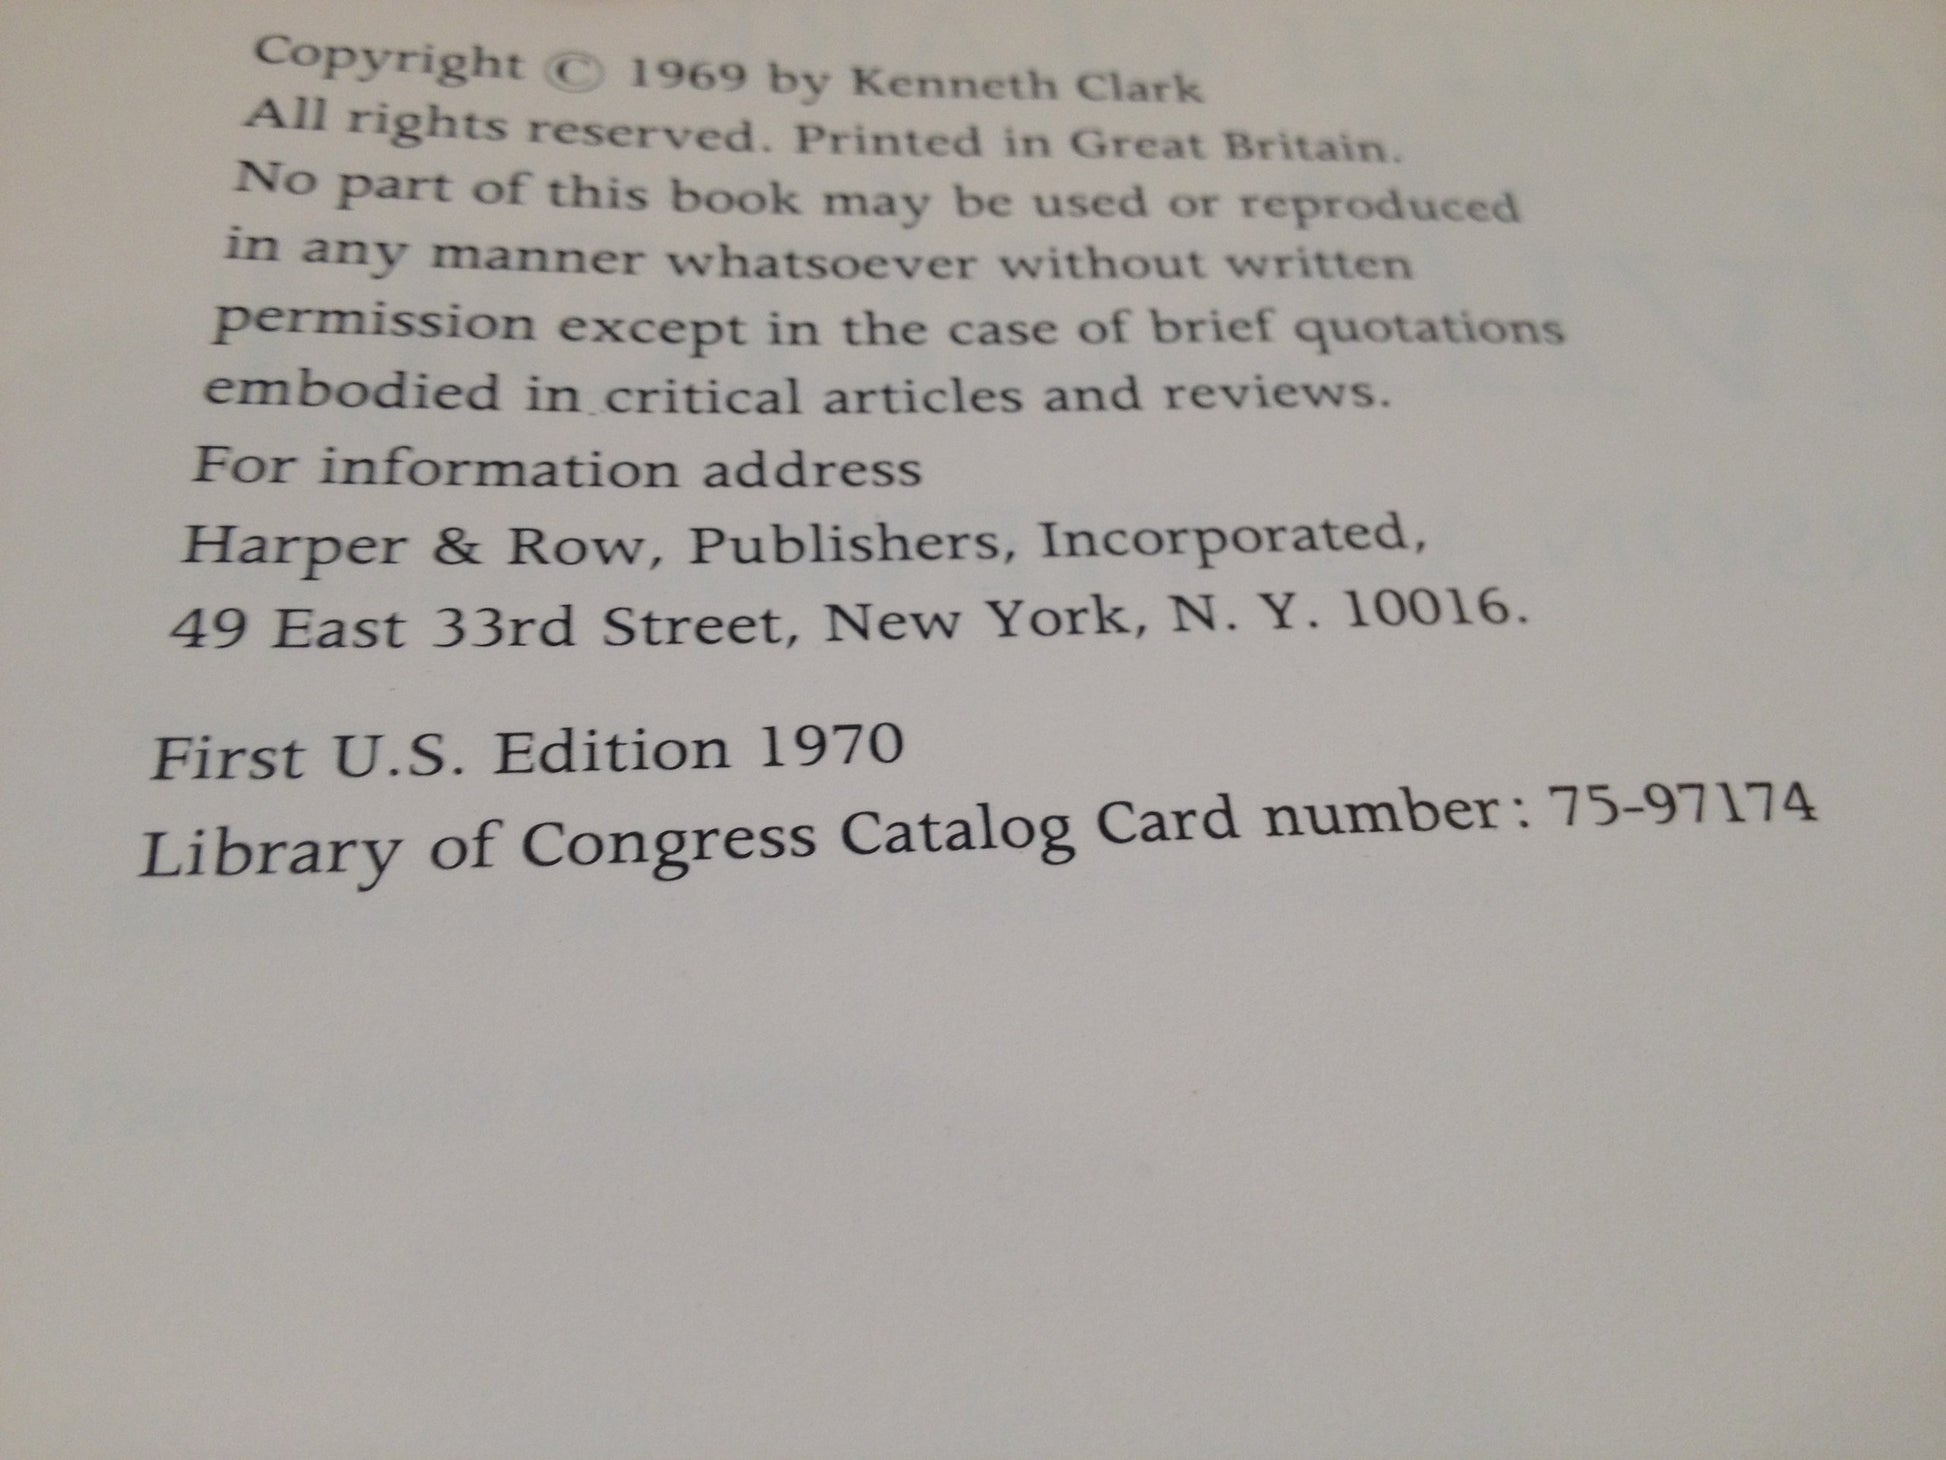 Copyright © 1969 by Kenneth Clark
All rights reserved. Printed in Great Britain.
No part of this book may be used or reproduced
in any manner whatsoever without written
permission except in the case of brief quotations
embodied in critical articles and reviews.
For information address
Harper & Row, Publishers, Incorporated,
49 East 33rd Street, New York, N. Y. 10016.
First U.S. Edition 1970
Library of Congress Catalog Card number: 75-97174